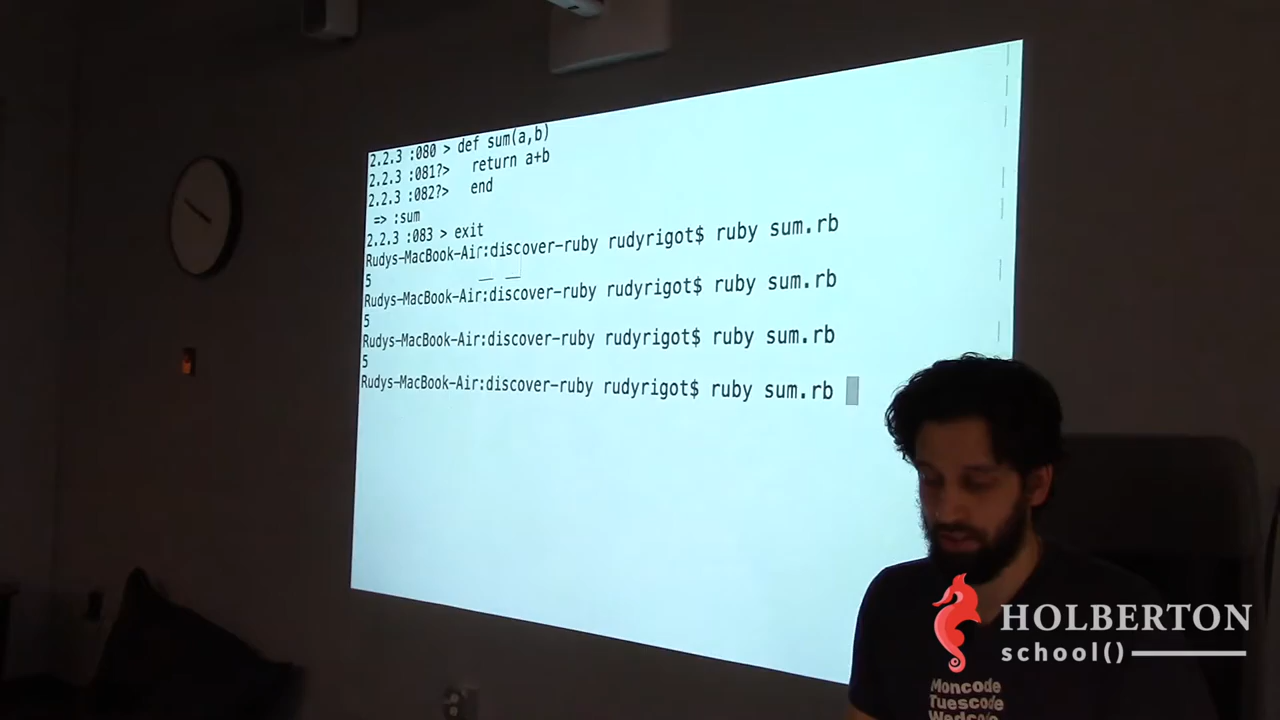 2.2.3 :080 > def sum(a,b)
2.2.3 :081?>   return a+b
2.2.3 :082?>   end
=> :sum
2.2.3 :083 > exit
Rudys-MacBook-Air:discover-ruby rudyrigot$ ruby sum.rb
5
Rudys-MacBook-Air:discover-ruby rudyrigot$ ruby sum.rb
5
Rudys-MacBook-Air:discover-ruby rudyrigot$ ruby sum.rb
5
Rudys-MacBook-Air:discover-ruby rudyrigot$ ruby sum.rb
HOLBERTON
school()
Moncode
Tuescode
Wedcode